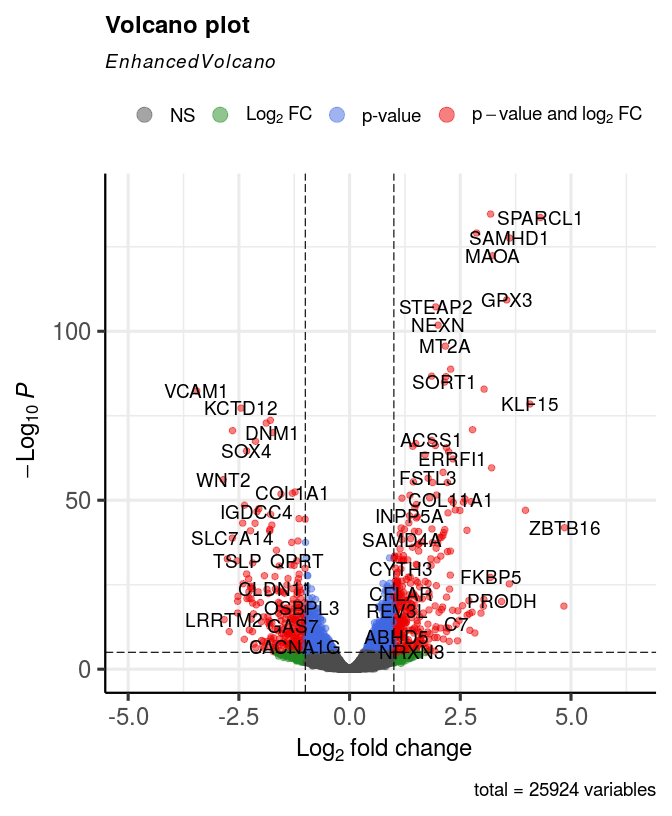 Volcano plot
EnhancedVolcano
NS Log₂ FC p-value p − value and log₂ FC
SPARCL1
SAMHD1
MAOA
GPX3
STEAP2
NEXN
100
MT2A
SORT1
VCAM1
KLF15
KCTD12
DNM1
ACSS1
SOX4
ERRFI1
WNT2
FSTL3
COL1A1
50
COL11A1
IGDCC4
INPP5A
ZBTB16
SLC7A14
SAMD4A
TSLP
QPRT
CYTH3
FKBP5
CLDN11
CFLAR
PRODH
OSBPL3
REV3L
LRRTM2
GAS7
C7
ABHD5
CACNA1G
NRXN3
0
−Log₁₀ P
-5.0 -2.5 0.0 2.5 5.0
Log₂ fold change
total = 25924 variables